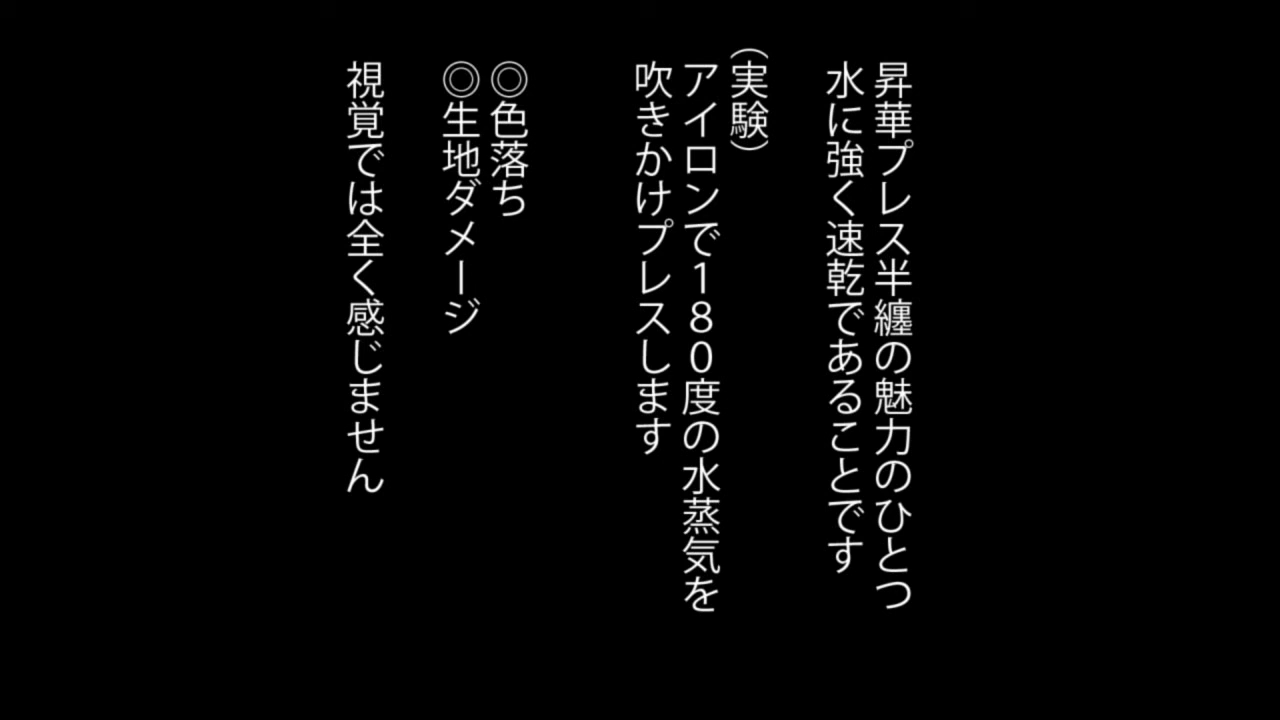 昇華プレス半纏の魅力のひとつ
水に強く速乾であることです
（実験）
アイロンで１８０度の水蒸気を
吹きかけプレスします
◎色落ち
◎生地ダメージ
視覚では全く感じません